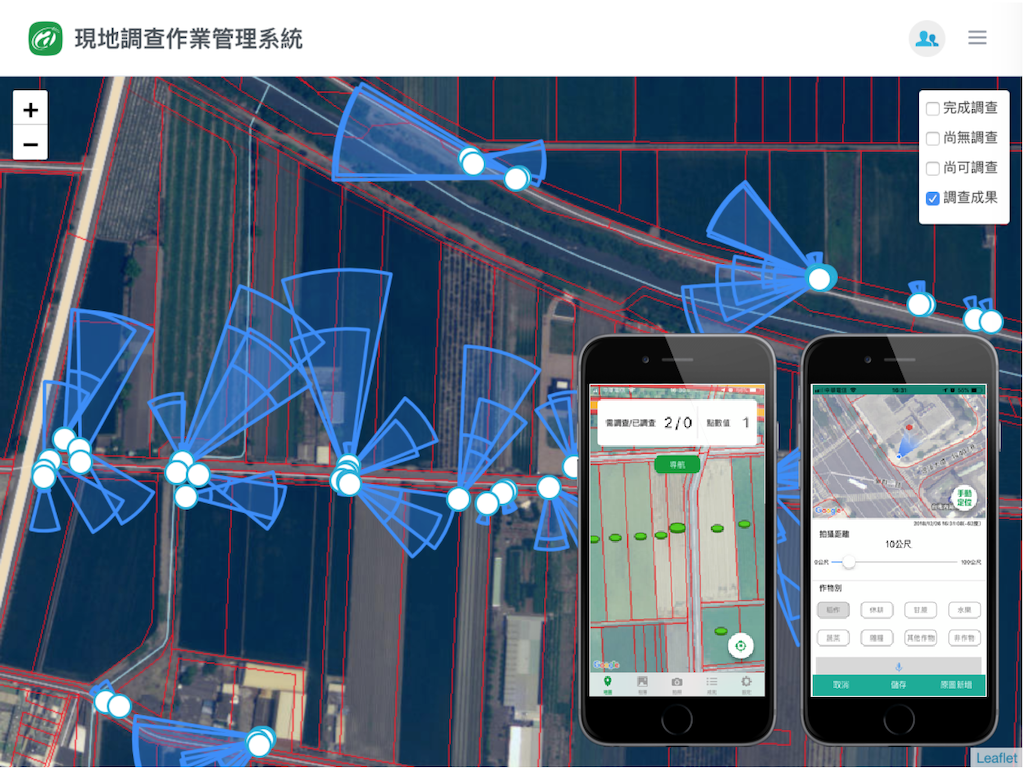 現地調查作業管理系統
+
−
完成調查
尚無調查
尚可調查
調查成果
需調查/已調查 2/0 點數值 1
導航
Google
手動
定位
Google
拍攝距離
10公尺
0公尺
100公尺
作物別
稻作
休耕
甘蔗
水果
蔬菜
雜糧
其他作物
非作物
取消
儲存
原圖新增
Leaflet